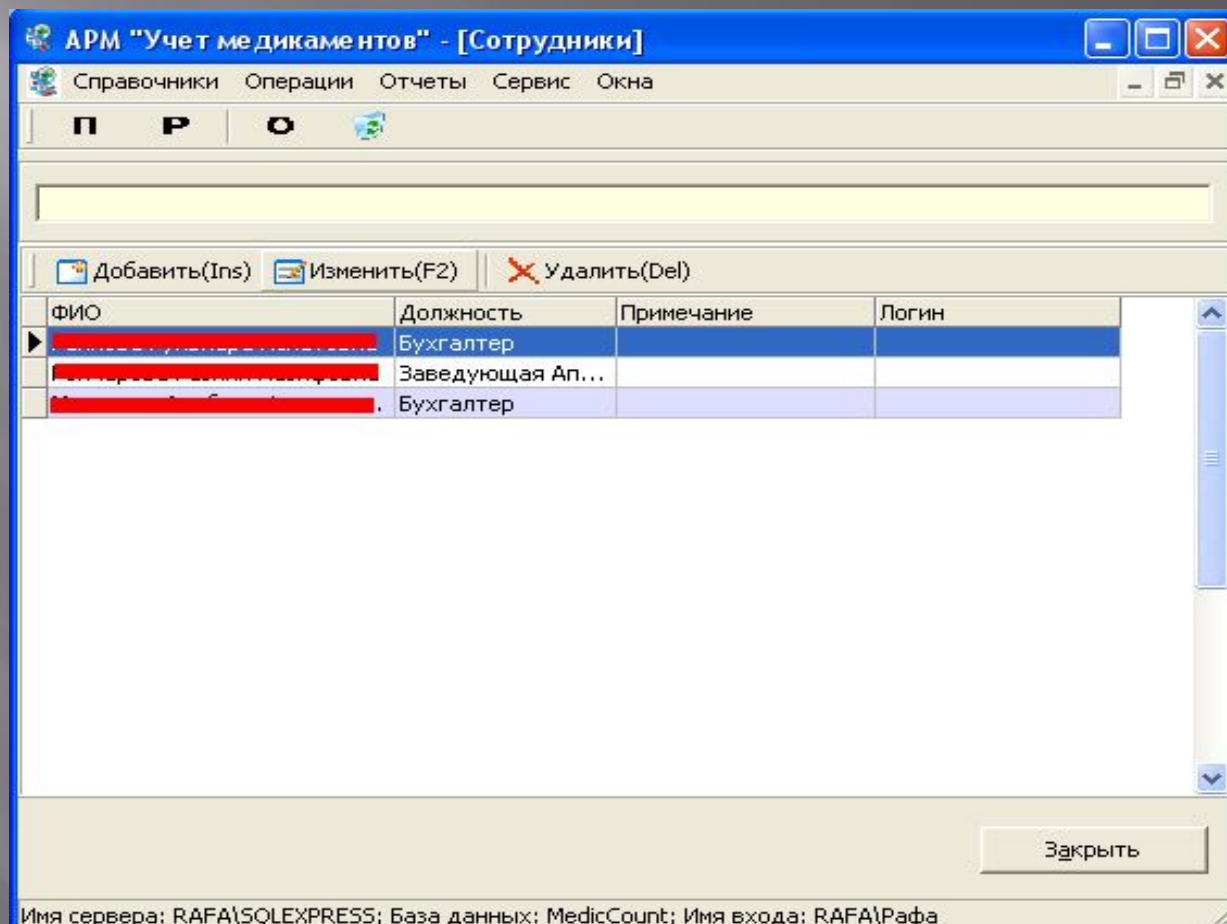 АРМ "Учет медикаментов" - [Сотрудники]
Справочники Операции Отчеты Сервис Окна
П Р О
Добавить(Ins) Изменить(F2) Удалить(Del)
ФИО Должность Примечание Логин
Бухгалтер
Заведующая Ап...
Бухгалтер
Закрыть
Имя сервера: RAFA\SQLEXPRESS; База данных: MedicCount; Имя входа: RAFA\Рафа